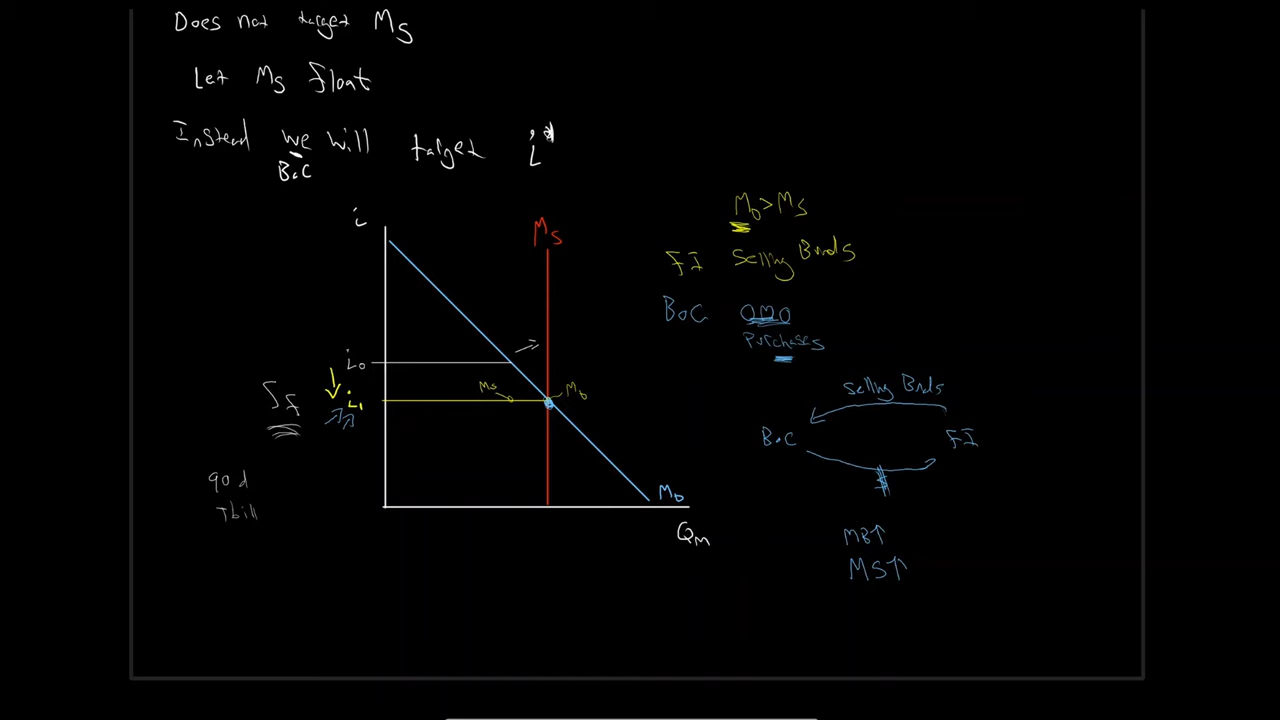 Does not target Ms
Let Ms float
Instead we will target i*
BoC
i
Ms
MD > Ms
FI Selling Bonds
BoC OMO
Purchases
i0
i1
Ms
MD
Selling Bonds
BoC
FI
$
90 d
Tbill
MD
QM
MB↑
MS↑